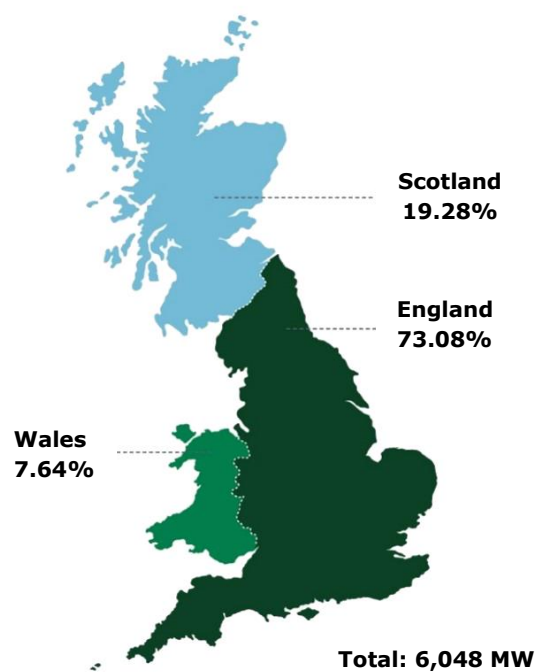 Scotland
19.28%
England
73.08%
Wales
7.64%
Total: 6,048 MW